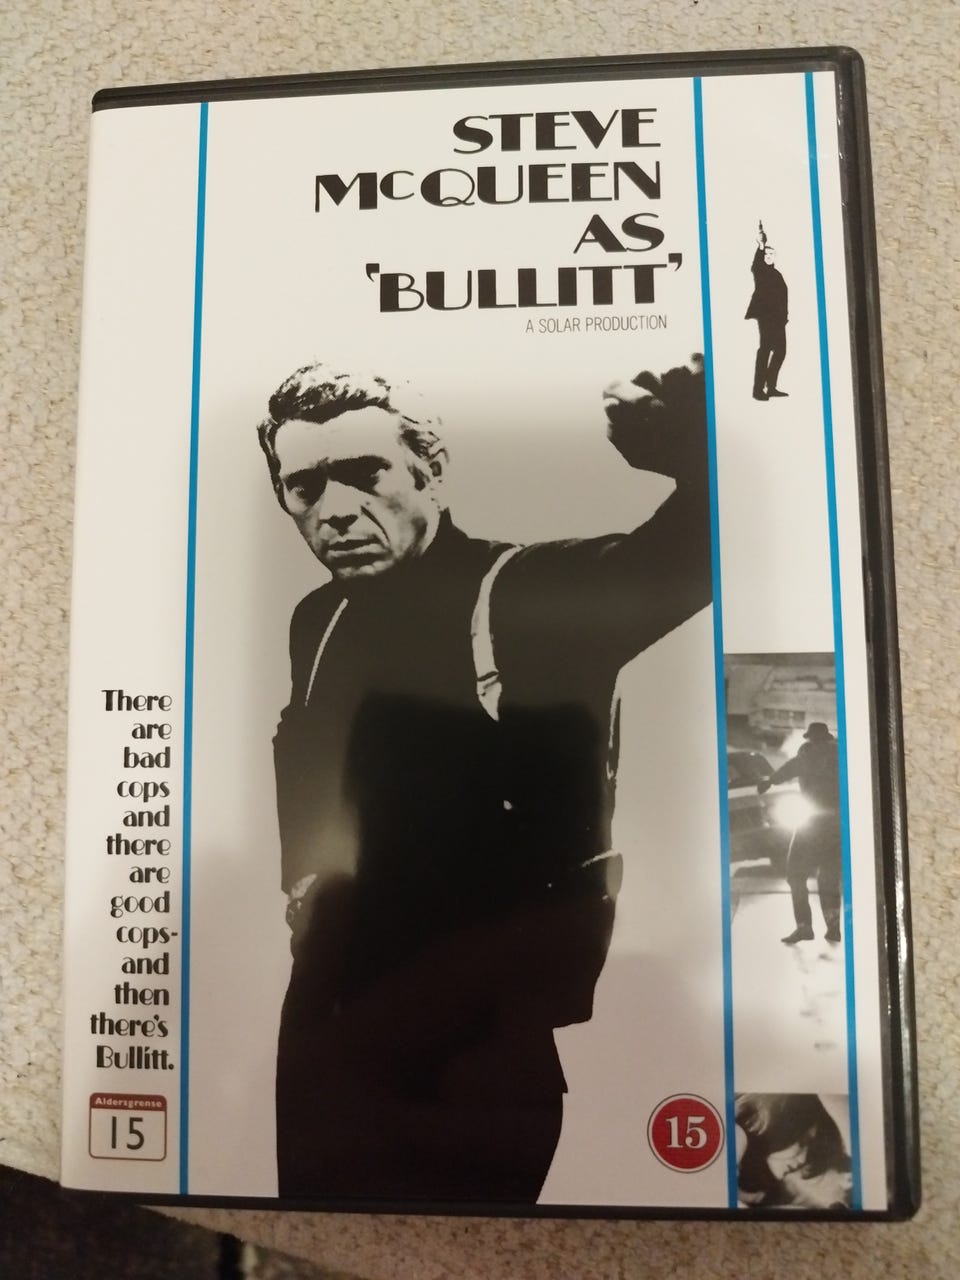 STEVE
McQUEEN
AS
'BULLITT'
A SOLAR PRODUCTION
There
are
bad
cops
and
there
are
good
cops-
and
then
there's
Bullitt.
Aldersgrense
15
15